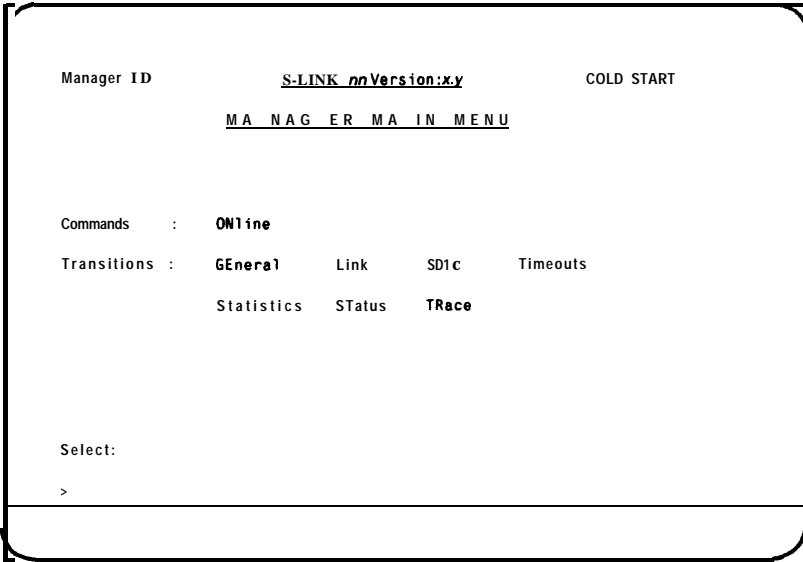 Manager ID S-LINK nn Version:x.y COLD START
MANAGER MAIN MENU
Commands : ONline
Transitions : GEneral Link SD1c Timeouts
Statistics STatus TRace
Select:
>